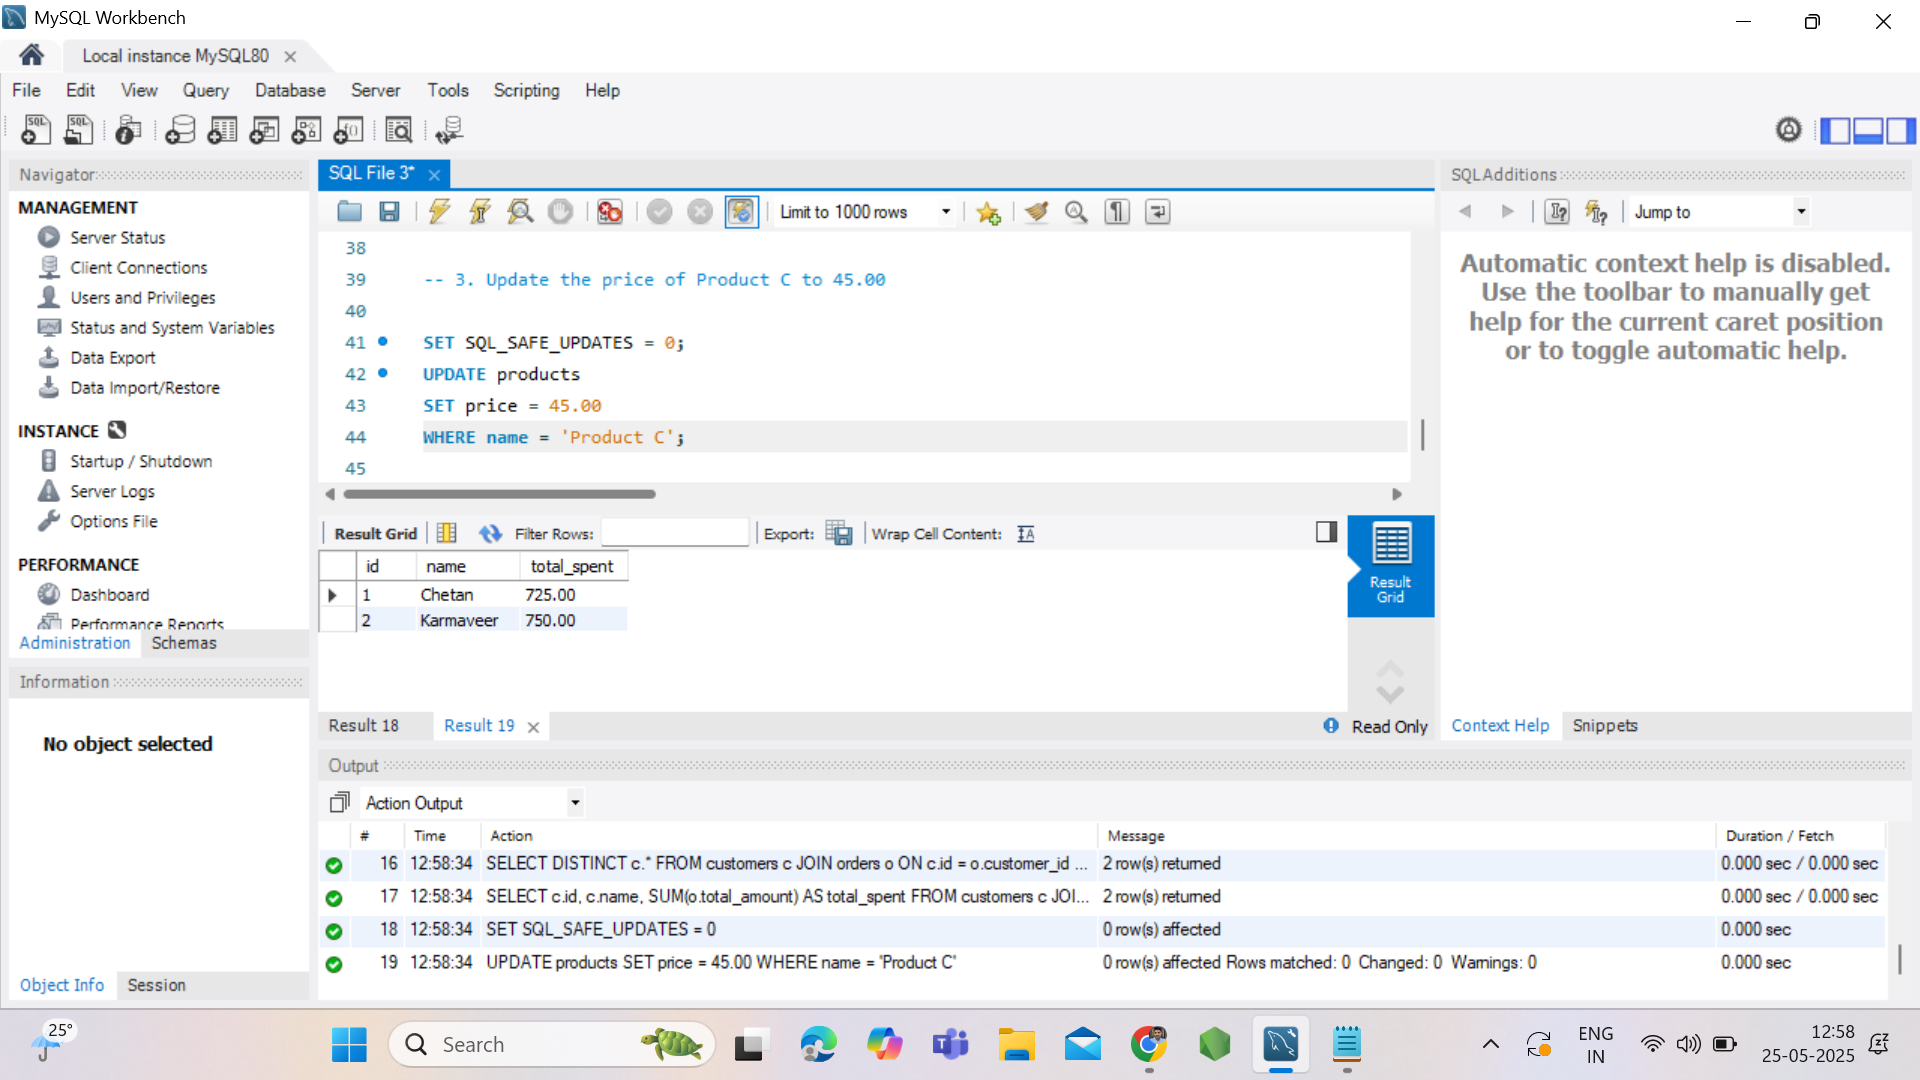 MySQL Workbench
Local instance MySQL80
File Edit View Query Database Server Tools Scripting Help
Navigator
MANAGEMENT
Server Status
Client Connections
Users and Privileges
Status and System Variables
Data Export
Data Import/Restore
INSTANCE
Startup / Shutdown
Server Logs
Options File
PERFORMANCE
Dashboard
Performance Reports
Administration Schemas
Information
No object selected
Object Info Session
SQL File 3*
Limit to 1000 rows
38
39 -- 3. Update the price of Product C to 45.00
40
41 SET SQL_SAFE_UPDATES = 0;
42 UPDATE products
43 SET price = 45.00
44 WHERE name = 'Product C';
45
Result Grid Filter Rows: Export: Wrap Cell Content:
id name total_spent
1 Chetan 725.00
2 Karmaveer 750.00
Result Grid
Result 18 Result 19 Read Only
SQLAdditions
Jump to
Automatic context help is disabled.
Use the toolbar to manually get
help for the current caret position
or to toggle automatic help.
Context Help Snippets
Output
Action Output
# Time Action Message Duration / Fetch
16 12:58:34 SELECT DISTINCT c.* FROM customers c JOIN orders o ON c.id = o.customer_id ... 2 row(s) returned 0.000 sec / 0.000 sec
17 12:58:34 SELECT c.id, c.name, SUM(o.total_amount) AS total_spent FROM customers c JOI... 2 row(s) returned 0.000 sec / 0.000 sec
18 12:58:34 SET SQL_SAFE_UPDATES = 0 0 row(s) affected 0.000 sec
19 12:58:34 UPDATE products SET price = 45.00 WHERE name = 'Product C' 0 row(s) affected Rows matched: 0 Changed: 0 Warnings: 0 0.000 sec
25°
Search
ENG
IN
12:58
25-05-2025